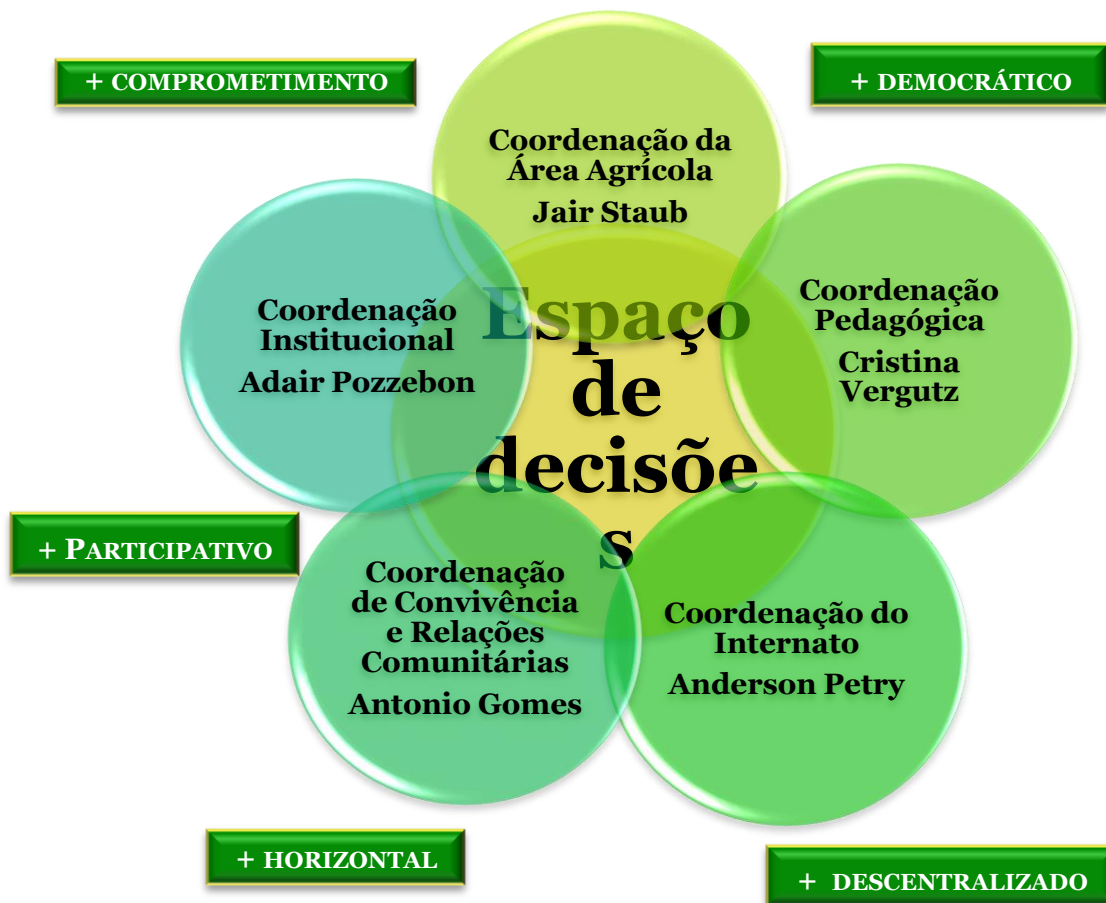 + COMPROMETIMENTO
+ DEMOCRÁTICO
Coordenação da
Área Agrícola
Jair Staub
Coordenação
Institucional
Adair Pozzebon
Espaço
de
decisõe
s
Coordenação
Pedagógica
Cristina
Vergutz
+ PARTICIPATIVO
Coordenação
de Convivência
e Relações
Comunitárias
Antonio Gomes
Coordenação do
Internato
Anderson Petry
+ HORIZONTAL
+ DESCENTRALIZADO